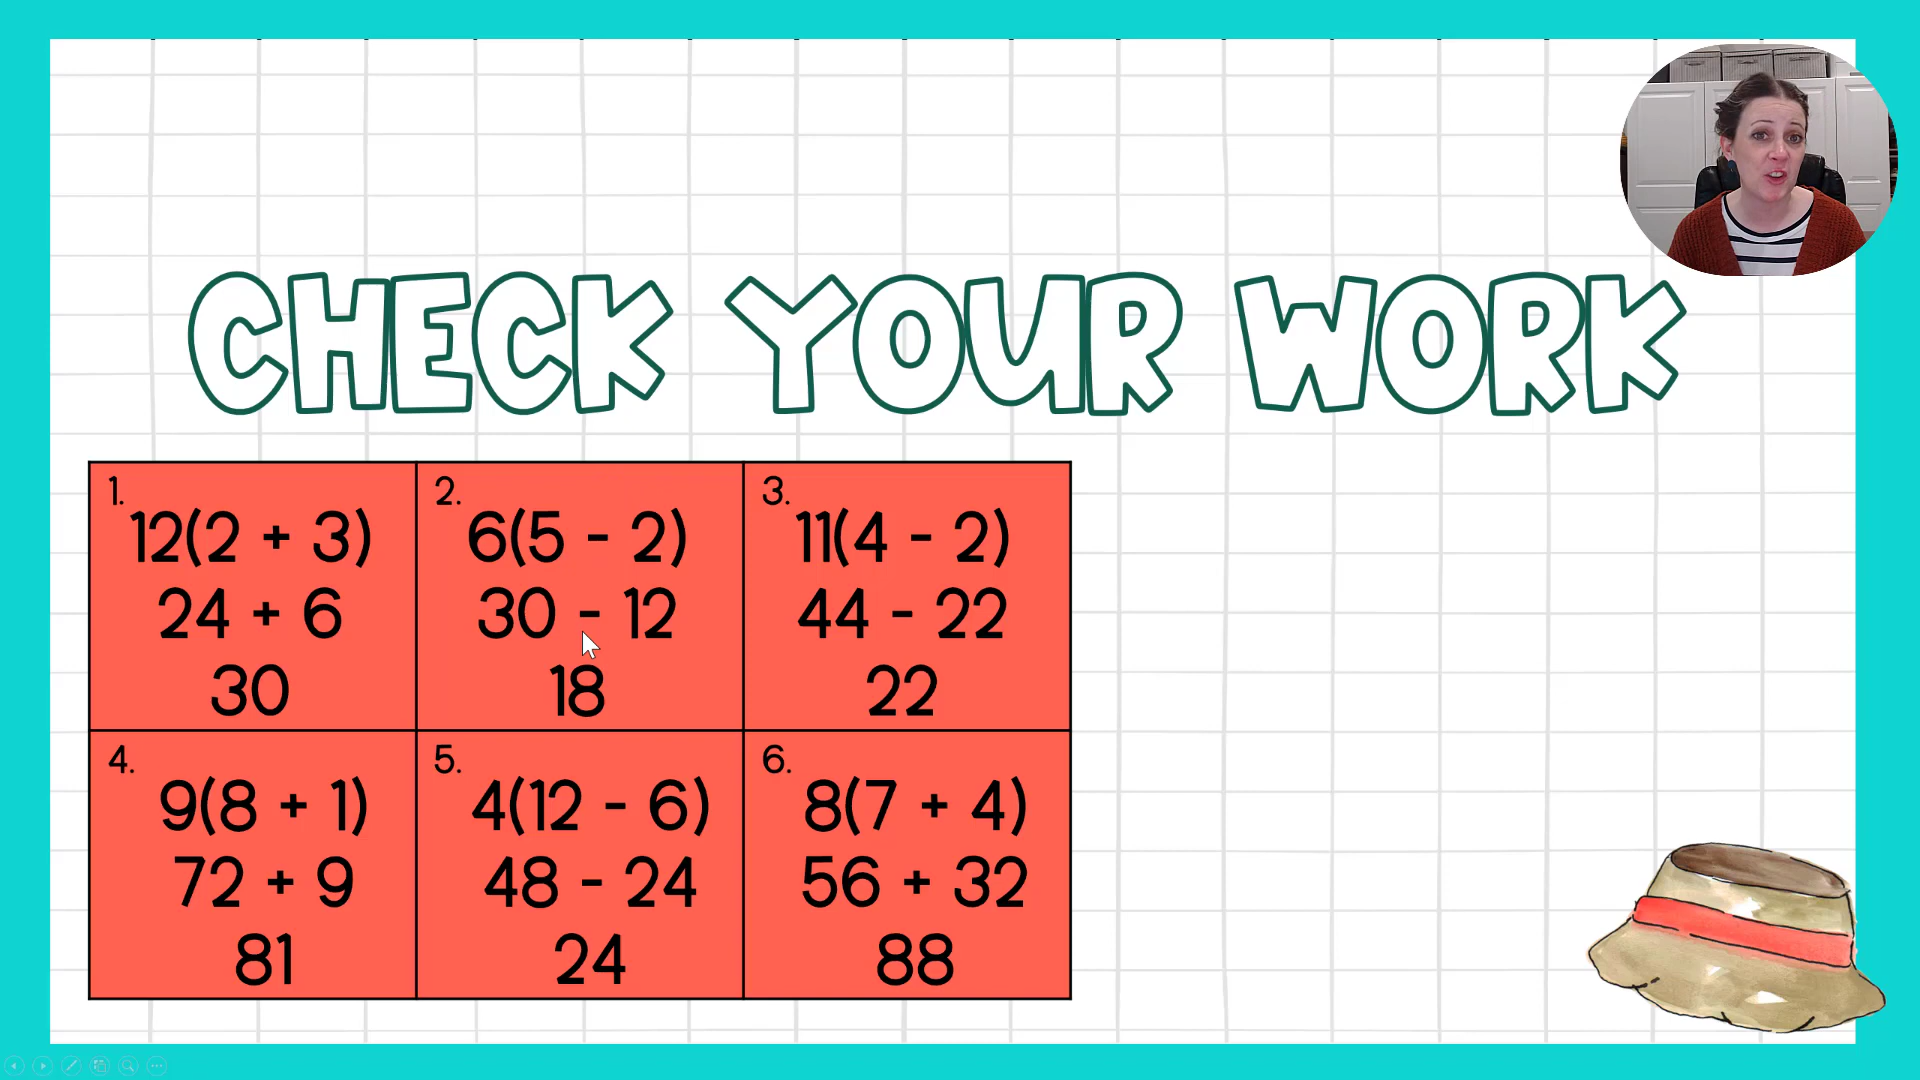 CHECK YOUR WORK
1.
12(2 + 3)
24 + 6
30
2.
6(5 - 2)
30 - 12
18
3.
11(4 - 2)
44 - 22
22
4.
9(8 + 1)
72 + 9
81
5.
4(12 - 6)
48 - 24
24
6.
8(7 + 4)
56 + 32
88